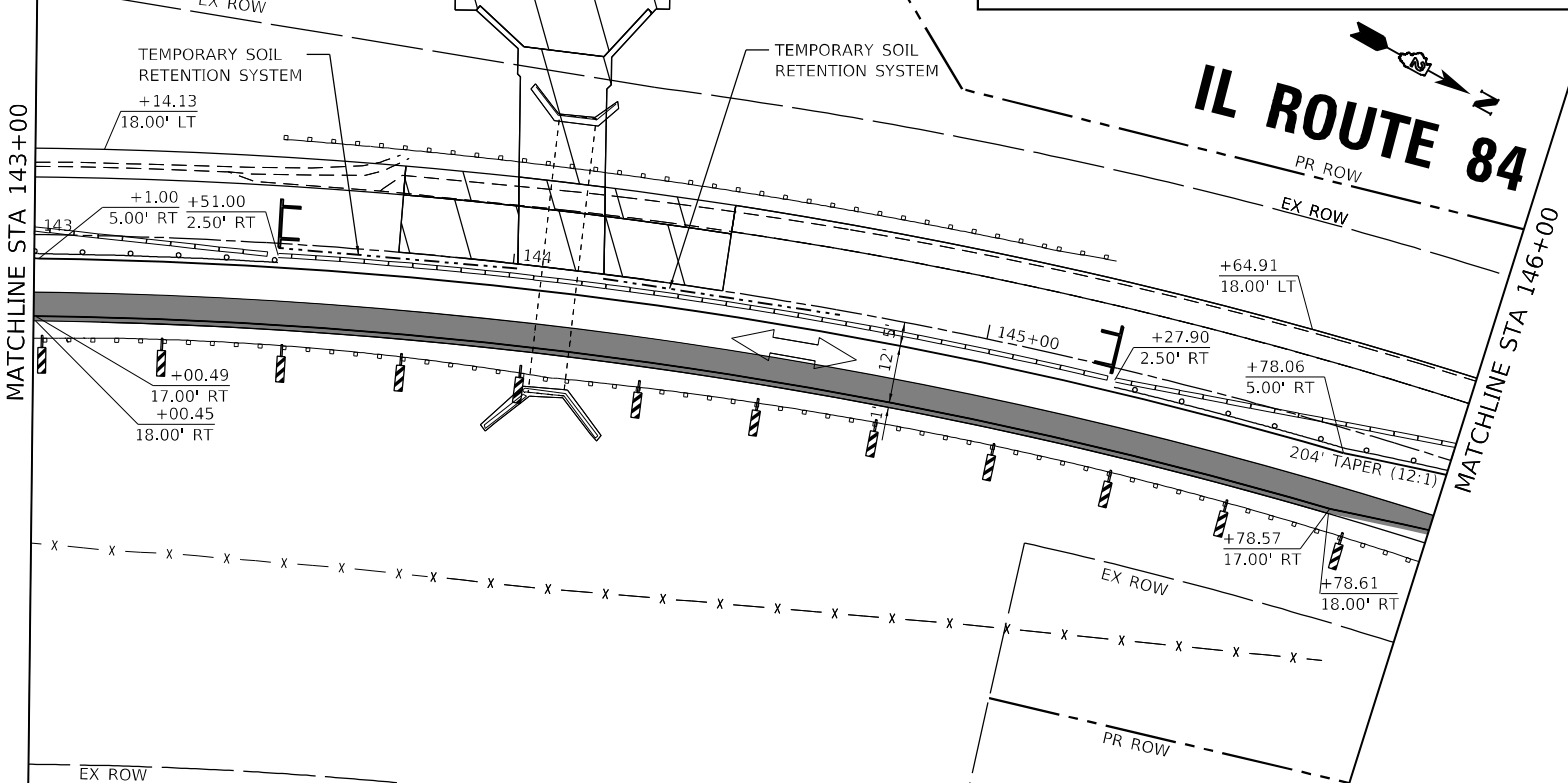 EX ROW
TEMPORARY SOIL
RETENTION SYSTEM
TEMPORARY SOIL
RETENTION SYSTEM
IL ROUTE 84
N
+14.13
18.00' LT
MATCHLINE STA 143+00
PR ROW
EX ROW
+1.00
5.00' RT
+51.00
2.50' RT
143
144
MATCHLINE STA 146+00
+64.91
18.00' LT
145+00
+27.90
2.50' RT
+78.06
5.00' RT
12'
5'
1'
+00.49
17.00' RT
+00.45
18.00' RT
204' TAPER (12:1)
+78.57
17.00' RT
+78.61
18.00' RT
EX ROW
X X X X X X X X X X X X X X X X X X X X X X X
PR ROW
EX ROW